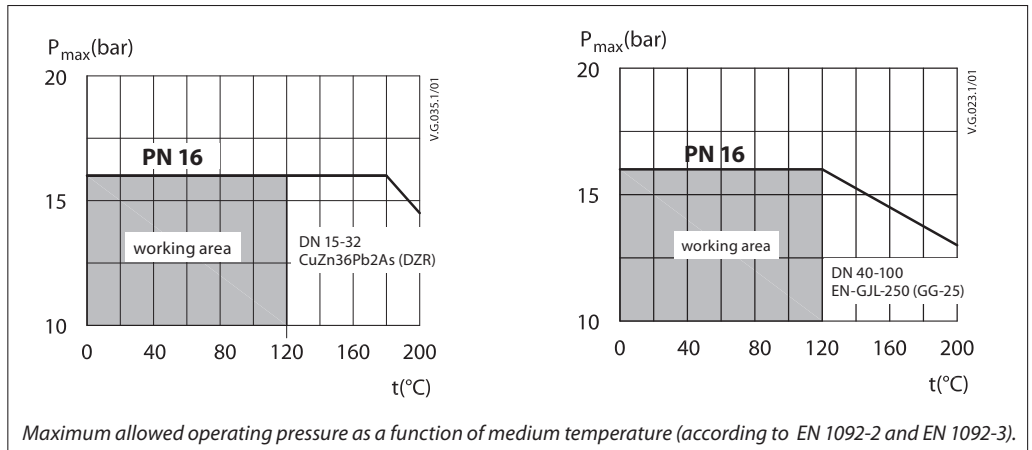 Pmax(bar)
20
15
10
PN 16
working area
DN 15-32
CuZn36Pb2As (DZR)
V.G.035.1/01
0 40 80 120 160 200
t(°C)
Pmax(bar)
20
15
10
PN 16
working area
DN 40-100
EN-GJL-250 (GG-25)
V.G.023.1/01
0 40 80 120 160 200
t(°C)
Maximum allowed operating pressure as a function of medium temperature (according to EN 1092-2 and EN 1092-3).